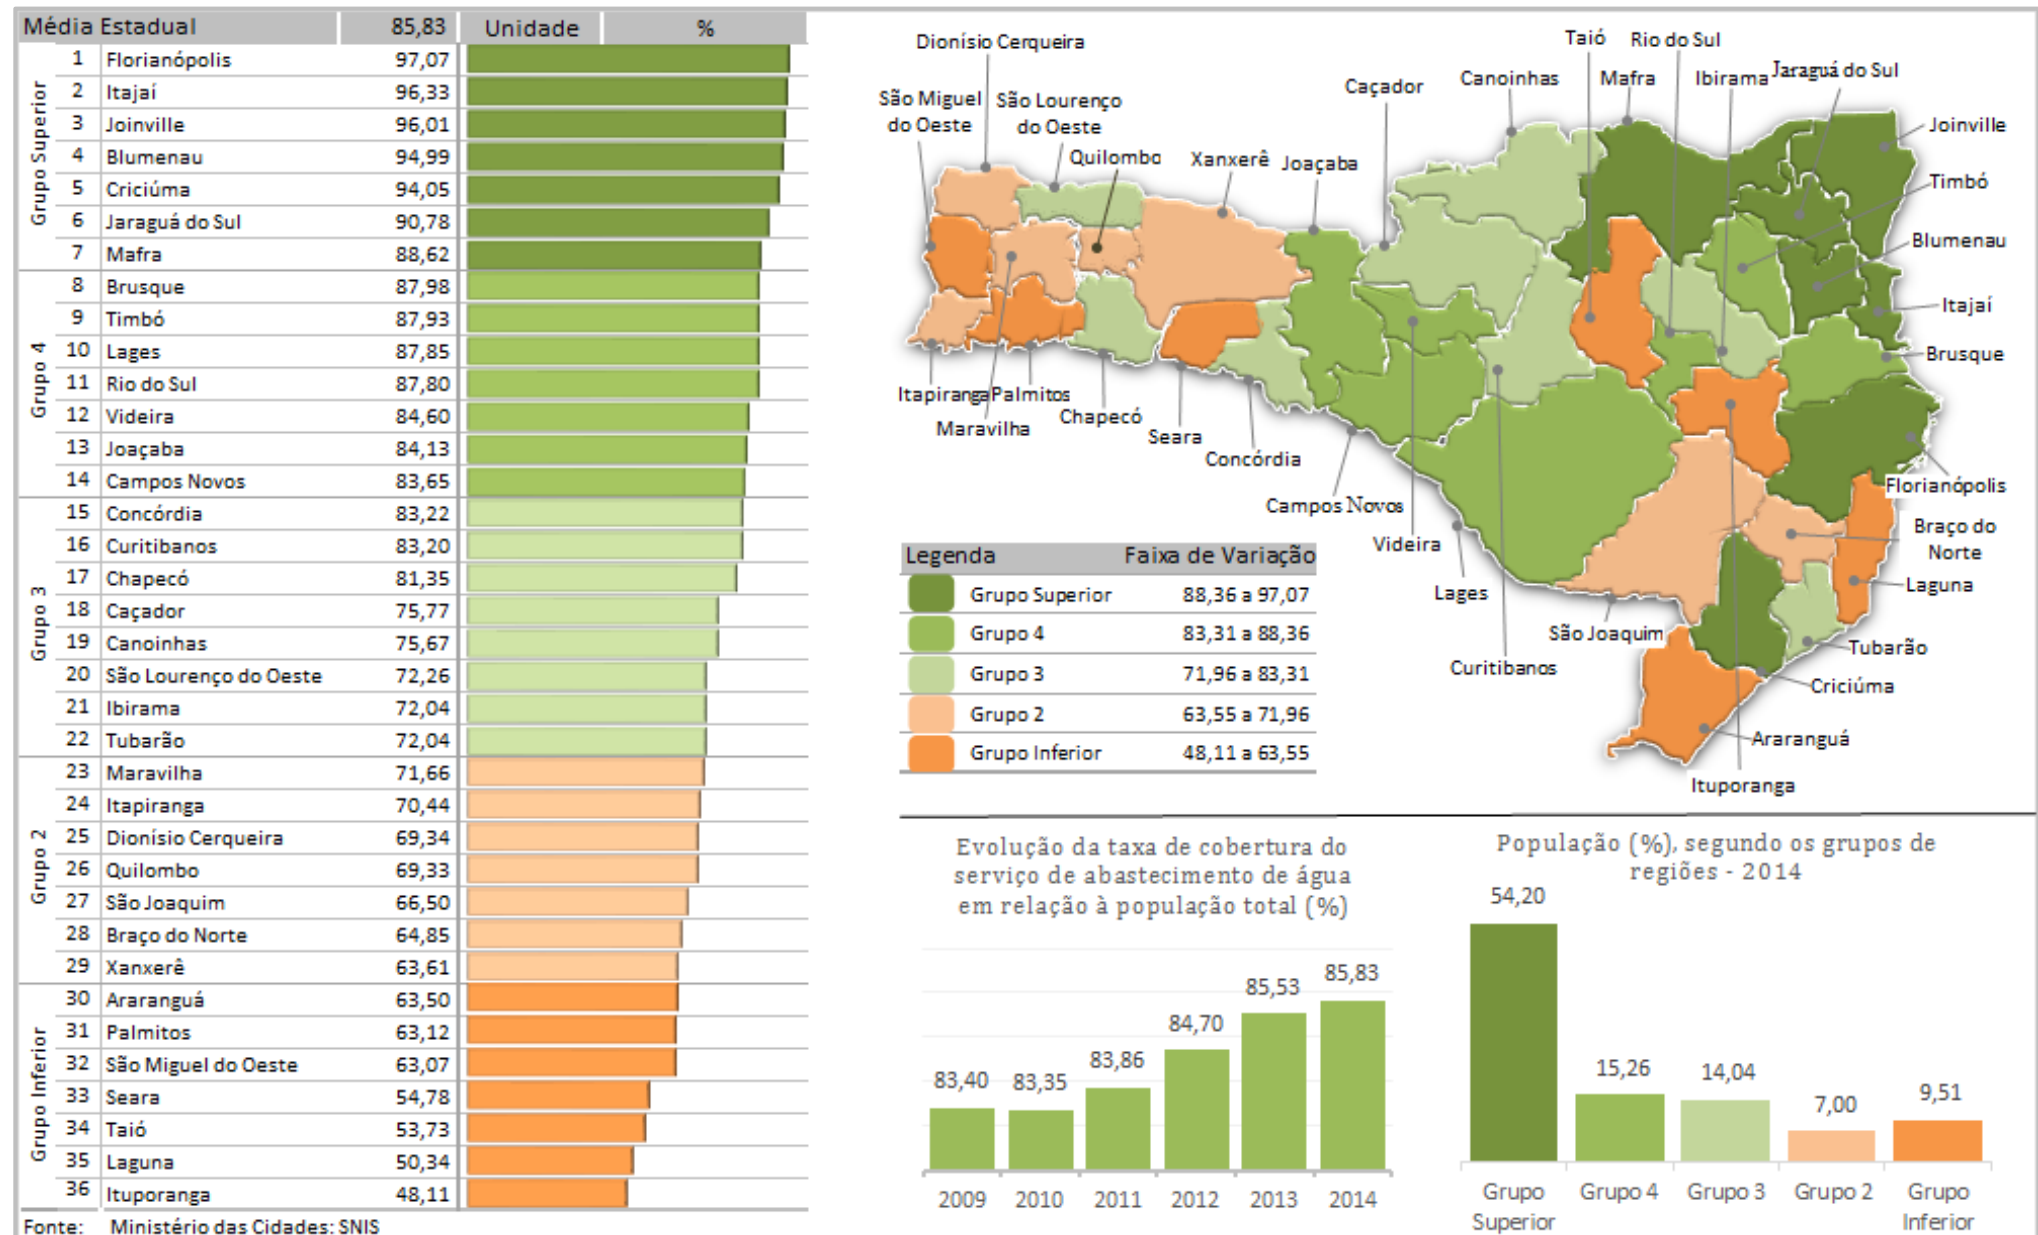 Média Estadual 85,83 Unidade %
Grupo Superior
1 Florianópolis 97,07
2 Itajaí 96,33
3 Joinville 96,01
4 Blumenau 94,99
5 Criciúma 94,05
6 Jaraguá do Sul 90,78
7 Mafra 88,62
Grupo 4
8 Brusque 87,98
9 Timbó 87,93
10 Lages 87,85
11 Rio do Sul 87,80
12 Videira 84,60
13 Joaçaba 84,13
14 Campos Novos 83,65
Grupo 3
15 Concórdia 83,22
16 Curitibanos 83,20
17 Chapecó 81,35
18 Caçador 75,77
19 Canoinhas 75,67
20 São Lourenço do Oeste 72,26
21 Ibirama 72,04
22 Tubarão 72,04
Grupo 2
23 Maravilha 71,66
24 Itapiranga 70,44
25 Dionísio Cerqueira 69,34
26 Quilombo 69,33
27 São Joaquim 66,50
28 Braço do Norte 64,85
29 Xanxerê 63,61
Grupo Inferior
30 Araranguá 63,50
31 Palmitos 63,12
32 São Miguel do Oeste 63,07
33 Seara 54,78
34 Taió 53,73
35 Laguna 50,34
36 Ituporanga 48,11
Fonte: Ministério das Cidades: SNIS
Dionísio Cerqueira
São Miguel
do Oeste
São Lourenço
do Oeste
Quilombo
Xanxerê
Joaçaba
Caçador
Canoinhas
Taió
Mafra
Rio do Sul
Ibirama
Jaraguá do Sul
Joinville
Timbó
Blumenau
Itajaí
Brusque
Florianópolis
Braço do
Norte
Laguna
Tubarão
Criciúma
Araranguá
Ituporanga
São Joaquim
Curitibanos
Lages
Videira
Campos Novos
Concórdia
Seara
Chapecó
Maravilha
Palmitos
Itapiranga
Legenda Faixa de Variação
Grupo Superior 88,36 a 97,07
Grupo 4 83,31 a 88,36
Grupo 3 71,96 a 83,31
Grupo 2 63,55 a 71,96
Grupo Inferior 48,11 a 63,55
Evolução da taxa de cobertura do
serviço de abastecimento de água
em relação à população total (%)
83,40 83,35 83,86 84,70 85,53 85,83
2009 2010 2011 2012 2013 2014
População (%), segundo os grupos de
regiões - 2014
54,20 15,26 14,04 7,00 9,51
Grupo Grupo 4 Grupo 3 Grupo 2 Grupo
Superior Inferior